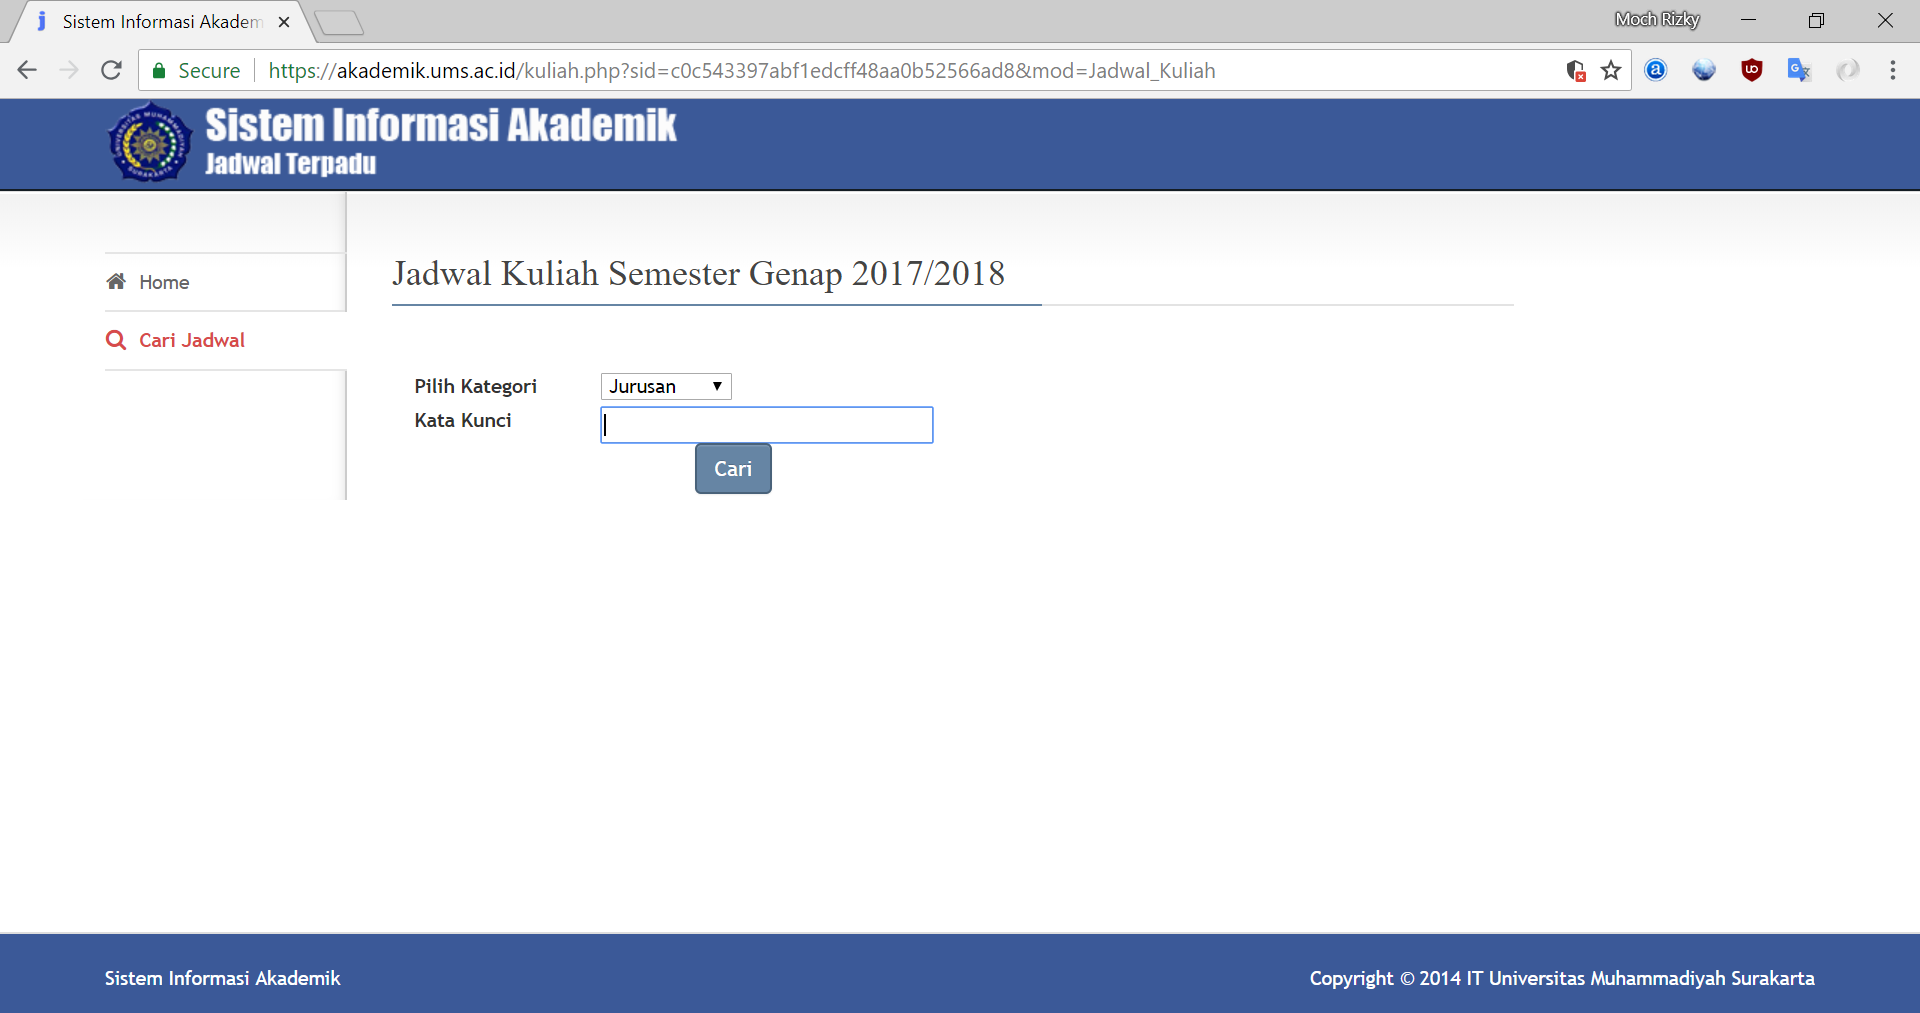 Sistem Informasi Akadem
Moch Rizky
Secure
https://akademik.ums.ac.id/kuliah.php?sid=c0c543397abf1edcff48aa0b52566ad8&mod=Jadwal_Kuliah
Sistem Informasi Akademik
Jadwal Terpadu
Home
Cari Jadwal
Jadwal Kuliah Semester Genap 2017/2018
Pilih Kategori
Jurusan
Kata Kunci
Cari
Sistem Informasi Akademik
Copyright © 2014 IT Universitas Muhammadiyah Surakarta